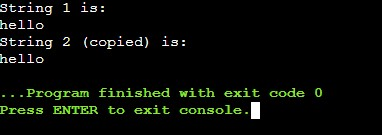 String 1 is:
hello
String 2 (copied) is:
hello
...Program finished with exit code 0
Press ENTER to exit console.